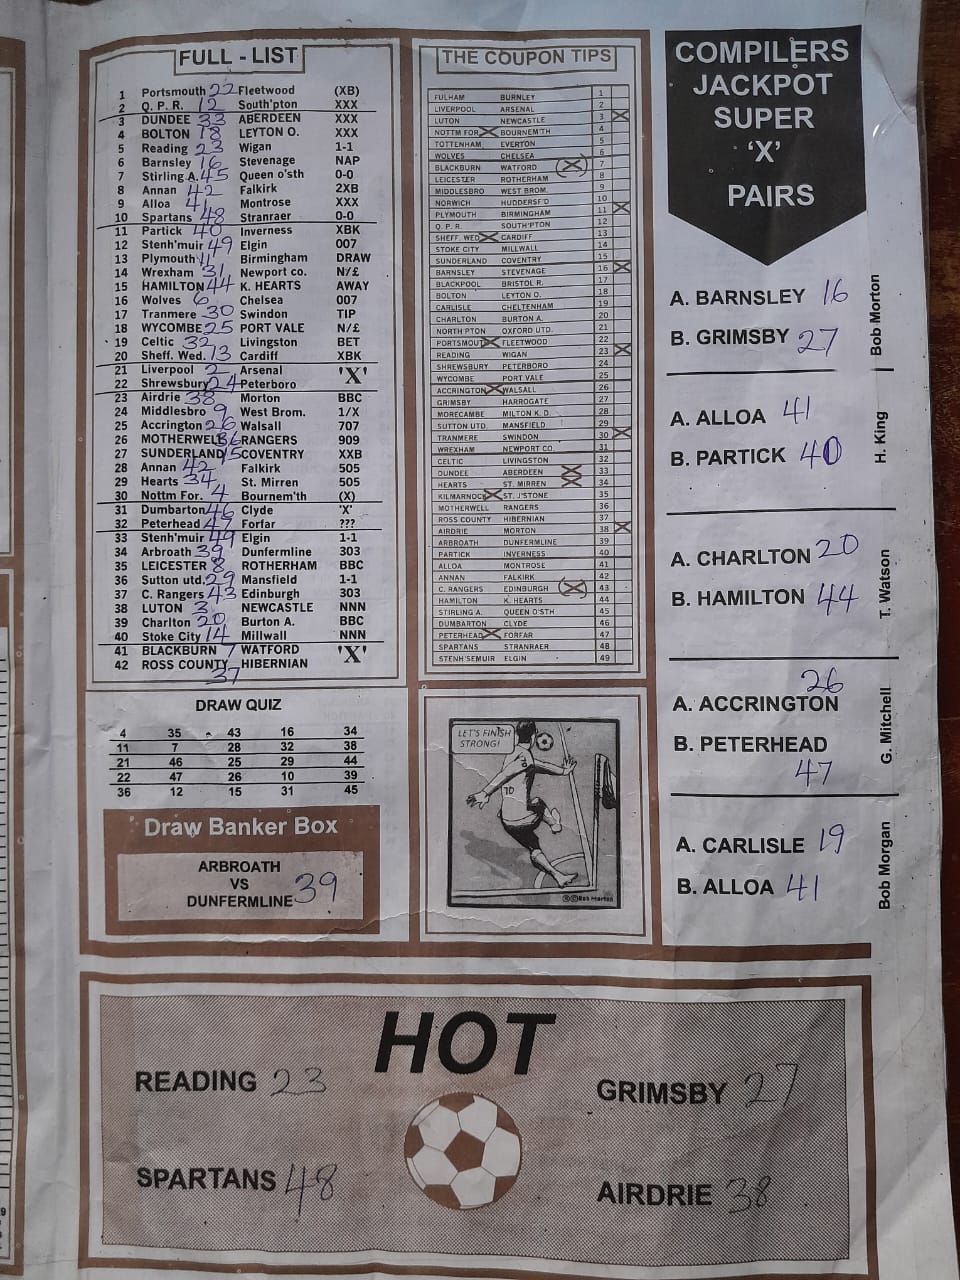 FULL - LIST
1 Portsmouth 22 Fleetwood (XB)
2 Q. P. R. 12 South'pton XXX
3 DUNDEE 33 ABERDEEN XXX
4 BOLTON 18 LEYTON O. XXX
5 Reading 23 Wigan 1-1
6 Barnsley 16 Stevenage NAP
7 Stirling A. 45 Queen o'sth 0-0
8 Annan 42 Falkirk 2XB
9 Alloa 41 Montrose XXX
10 Spartans 48 Stranraer 0-0
11 Partick 40 Inverness XBK
12 Stenh'muir 49 Elgin 007
13 Plymouth 11 Birmingham DRAW
14 Wrexham 31 Newport co. N/£
15 HAMILTON 44 K. HEARTS AWAY
16 Wolves 6 Chelsea 007
17 Tranmere 30 Swindon TIP
18 WYCOMBE 25 PORT VALE N/£
19 Celtic 32 Livingston BET
20 Sheff. Wed. 13 Cardiff XBK
21 Liverpool 2 Arsenal 'X'
22 Shrewsbury 24 Peterboro
23 Airdrie 38 Morton BBC
24 Middlesbro 9 West Brom. 1/X
25 Accrington 26 Walsall 707
26 MOTHERWELL 36 RANGERS 909
27 SUNDERLAND 15 COVENTRY XXB
28 Annan 42 Falkirk 505
29 Hearts 34 St. Mirren 505
30 Nottm For. 4 Bournem'th (X)
31 Dumbarton 46 Clyde 'X'
32 Peterhead 47 Forfar ???
33 Stenh'muir 49 Elgin 1-1
34 Arbroath 39 Dunfermline 303
35 LEICESTER 8 ROTHERHAM BBC
36 Sutton utd. 29 Mansfield 1-1
37 C. Rangers 43 Edinburgh 303
38 LUTON 3 NEWCASTLE NNN
39 Charlton 20 Burton A. BBC
40 Stoke City 14 Millwall NNN
41 BLACKBURN 7 WATFORD 'X'
42 ROSS COUNTY HIBERNIAN
37
DRAW QUIZ
4 35 43 16 34
11 7 28 32 38
21 46 25 29 44
22 47 26 10 39
36 12 15 31 45
Draw Banker Box
ARBROATH
VS
DUNFERMLINE 39
THE COUPON TIPS
FULHAM BURNLEY 1
LIVERPOOL ARSENAL 2
LUTON NEWCASTLE 3
NOTTM FOR. BOURNEM'TH 4
TOTTENHAM EVERTON 5
WOLVES CHELSEA 6
BLACKBURN WATFORD 7
LEICESTER ROTHERHAM 8
MIDDLESBRO WEST BROM. 9
NORWICH HUDDERSF'D 10
PLYMOUTH BIRMINGHAM 11
Q. P. R. SOUTH'PTON 12
SHEFF. WED CARDIFF 13
STOKE CITY MILLWALL 14
SUNDERLAND COVENTRY 15
BARNSLEY STEVENAGE 16
BLACKPOOL BRISTOL R. 17
BOLTON LEYTON O. 18
CARLISLE CHELTENHAM 19
CHARLTON BURTON A. 20
NORTH'PTON OXFORD UTD. 21
PORTSMOUTH FLEETWOOD 22
READING WIGAN 23
SHREWSBURY PETERBORO 24
WYCOMBE PORT VALE 25
ACCRINGTON WALSALL 26
GRIMSBY HARROGATE 27
MORECAMBE MILTON K. D. 28
SUTTON UTD. MANSFIELD 29
TRANMERE SWINDON 30
WREXHAM NEWPORT CO. 31
CELTIC LIVINGSTON 32
DUNDEE ABERDEEN 33
HEARTS ST. MIRREN 34
KILMARNOCK ST. J'STONE 35
MOTHERWELL RANGERS 36
ROSS COUNTY HIBERNIAN 37
AIRDRIE MORTON 38
ARBROATH DUNFERMLINE 39
PARTICK INVERNESS 40
ALLOA MONTROSE 41
ANNAN FALKIRK 42
C. RANGERS EDINBURGH 43
HAMILTON K. HEARTS 44
STIRLING A. QUEEN O'STH 45
DUMBARTON CLYDE 46
PETERHEAD FORFAR 47
SPARTANS STRANRAER 48
STENH'SEMUIR ELGIN 49
LET'S FINISH
STRONG!
10
10
©Bob Morton
COMPILERS
JACKPOT
SUPER
'X'
PAIRS
A. BARNSLEY 16
B. GRIMSBY 27
Bob Morton
A. ALLOA 41
B. PARTICK 40
H. King
A. CHARLTON 20
B. HAMILTON 44
T. Watson
26
A. ACCRINGTON
B. PETERHEAD
47
G. Mitchell
A. CARLISLE 19
B. ALLOA 41
Bob Morgan
HOT
READING 23
GRIMSBY 27
SPARTANS 48
AIRDRIE 38